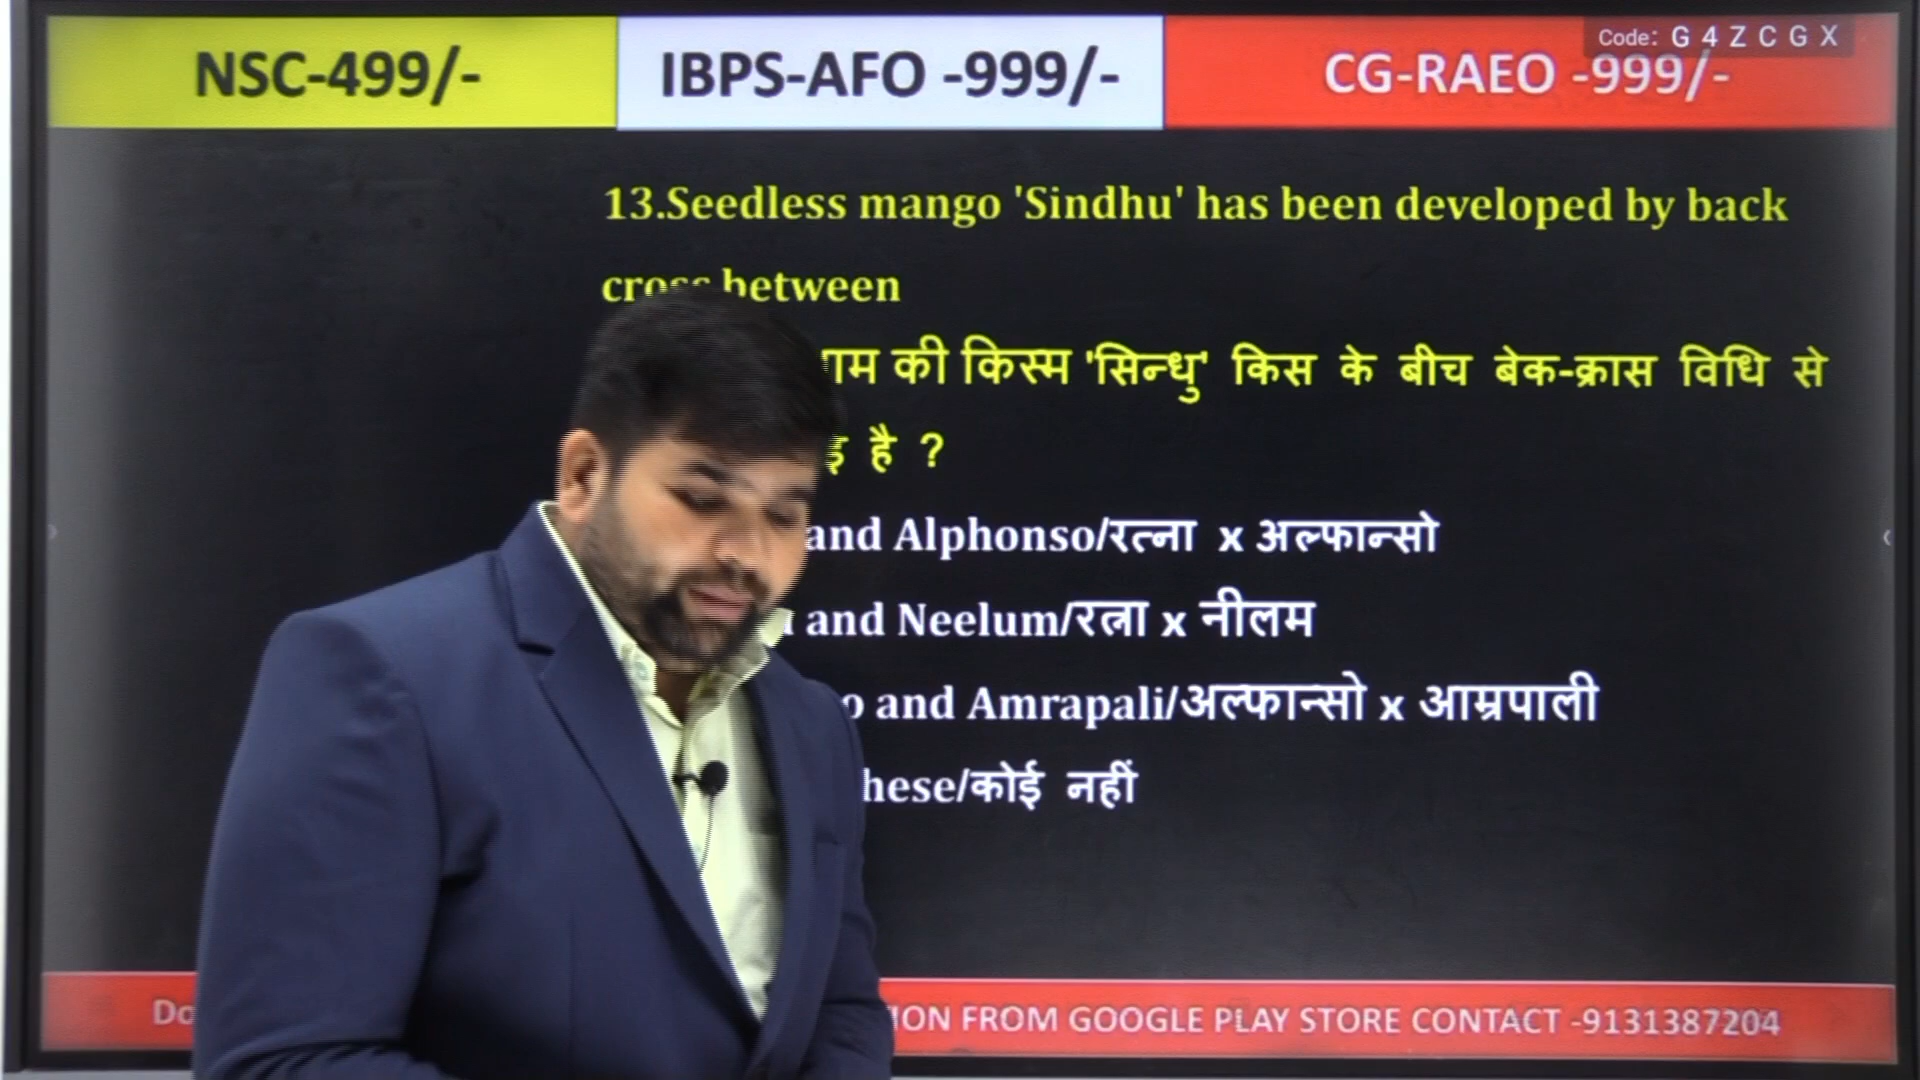 NSC-499/-
IBPS-AFO -999/-
CG-RAEO -999/-
Code: G 4 Z C G X
13.Seedless mango 'Sindhu' has been developed by back
cross between
की किस्म 'सिन्धु' किस के बीच बेक-क्रास विधि से
है ?
and Alphonso/रत्ना x अल्फान्सो
and Neelum/रत्ना x नीलम
and Amrapali/अल्फान्सो x आम्रपाली
कोई नहीं
FROM GOOGLE PLAY STORE CONTACT -9131387204